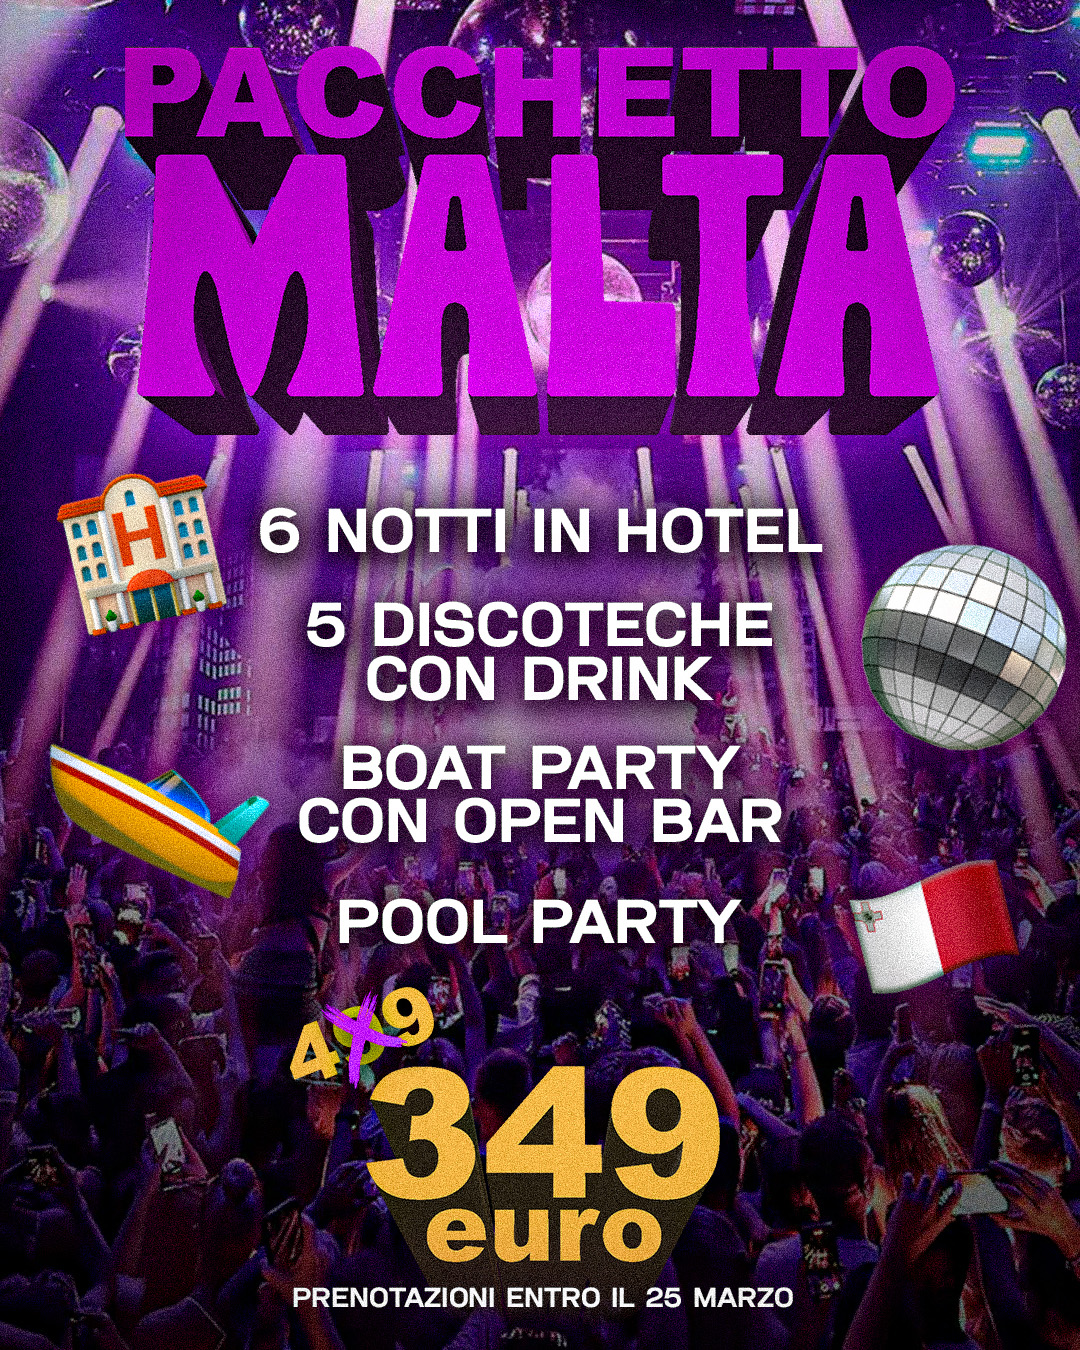 PACCHETTO
MALTA
H
6 NOTTI IN HOTEL
5 DISCOTECHE
CON DRINK
BOAT PARTY
CON OPEN BAR
POOL PARTY
349
euro
PRENOTAZIONI ENTRO IL 25 MARZO